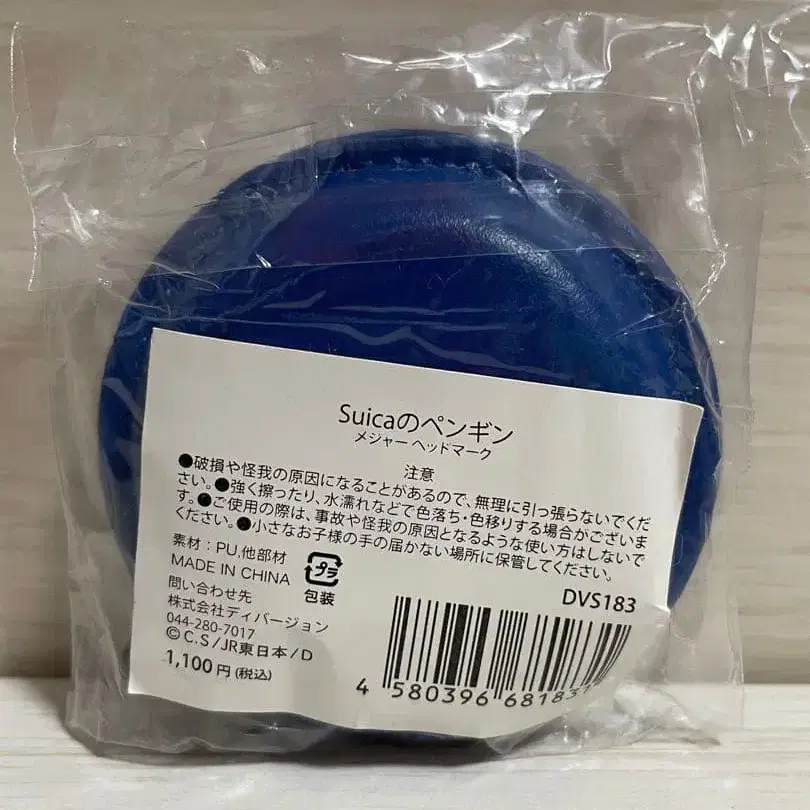 Suicaのペンギン
メジャー ヘッドマーク
注意
●破損や怪我の原因になることがあるので、無理に引っ張らないでくだ
さい。●強く擦ったり、水濡れなどで色落ち・色移りする場合がございま
す。●ご使用の際は、事故や怪我の原因となるような使い方はしないで
ください。●小さなお子様の手の届かない場所に保管してください。
素材：PU,他部材
MADE IN CHINA
プラ
包装
問い合わせ先
株式会社ディバージョン
044-280-7017
©C.S/JR東日本/D
1,100円(税込)
DVS183
4 580396 681837